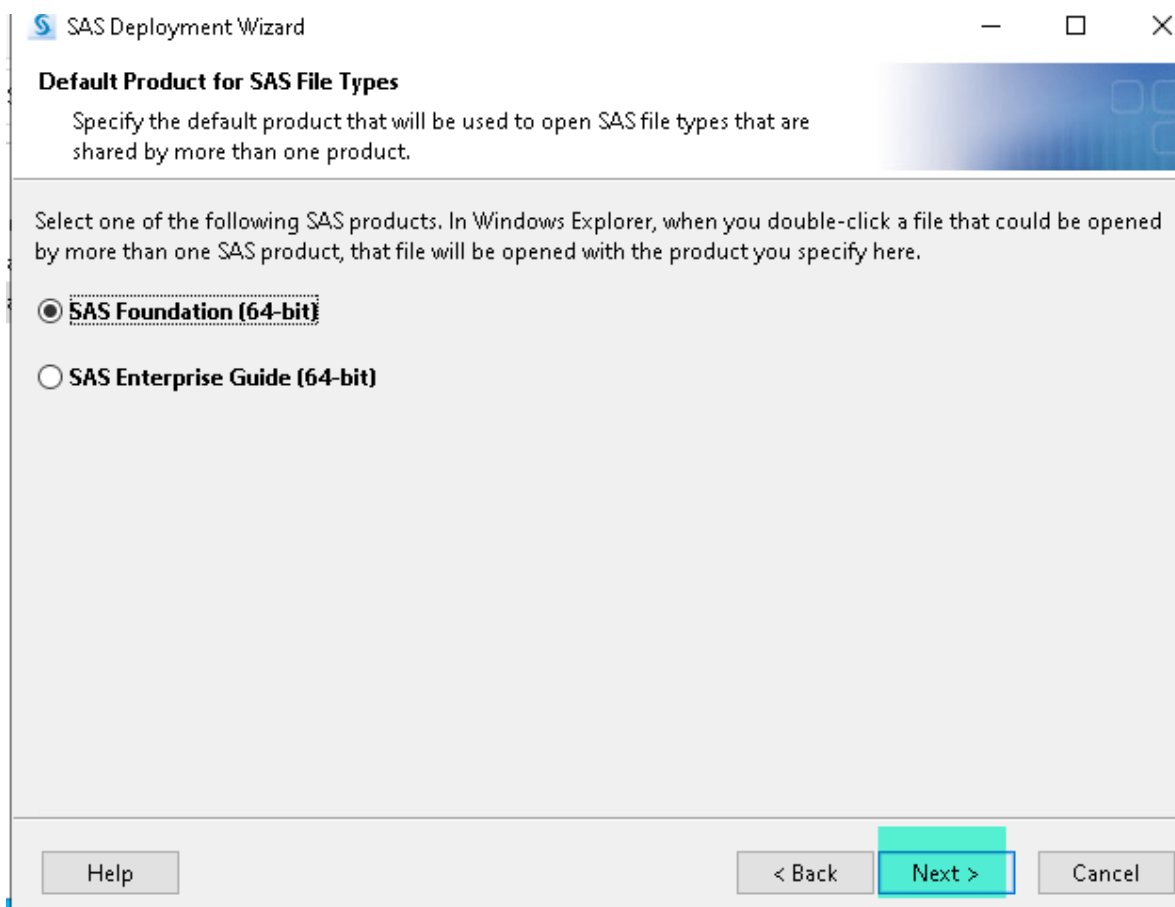 SAS Deployment Wizard
Default Product for SAS File Types
Specify the default product that will be used to open SAS file types that are
shared by more than one product.
Select one of the following SAS products. In Windows Explorer, when you double-click a file that could be opened
by more than one SAS product, that file will be opened with the product you specify here.
SAS Foundation (64-bit)
SAS Enterprise Guide (64-bit)
Help
< Back
Next >
Cancel